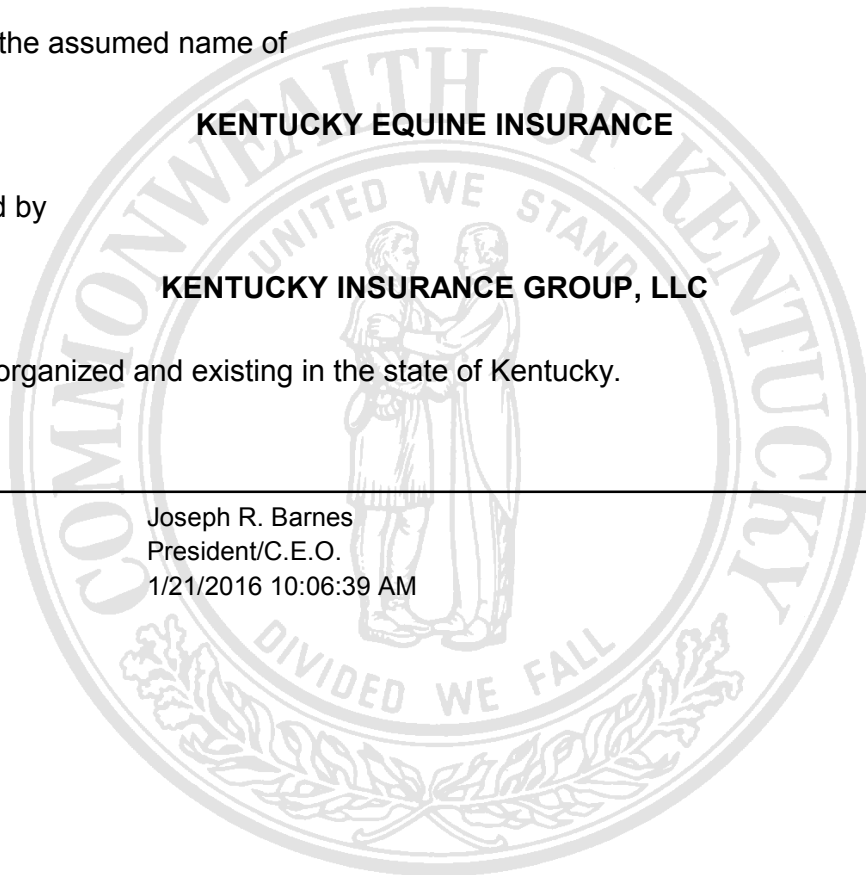 the assumed name of
KENTUCKY EQUINE INSURANCE
d by
KENTUCKY INSURANCE GROUP, LLC
organized and existing in the state of Kentucky.
Joseph R. Barnes
President/C.E.O.
1/21/2016 10:06:39 AM
COMMONWEALTH OF KENTUCKY
UNITED WE STAND
DIVIDED WE FALL